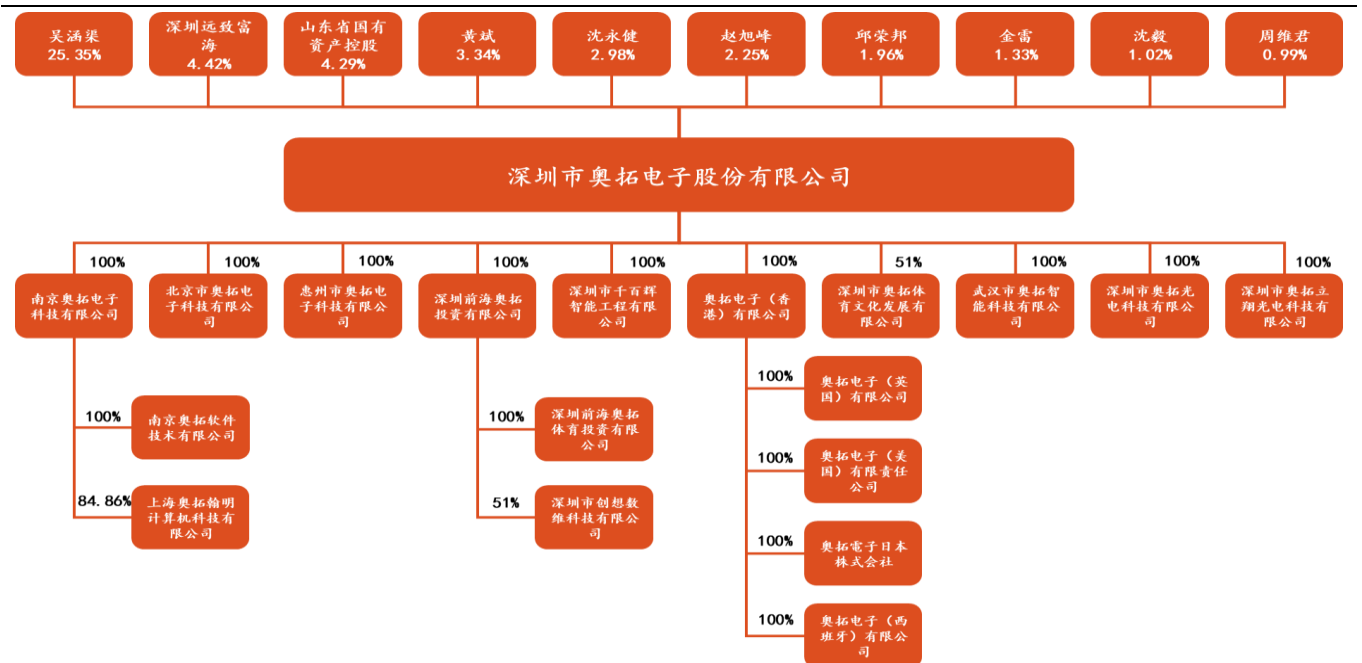 吴涵渠
25.35%
深圳远致富
海
4.42%
山东省国有
资产控股
4.29%
黄斌
3.34%
沈永健
2.98%
赵旭峰
2.25%
邱荣邦
1.96%
金雷
1.33%
沈毅
1.02%
周维君
0.99%
深圳市奥拓电子股份有限公司
100%
南京奥拓电子
科技有限公司
100%
北京市奥拓电
子科技有限公
司
100%
惠州市奥拓电
子科技有限公
司
100%
深圳前海奥拓
投资有限公司
100%
深圳市千百辉
智能工程有限
公司
100%
奥拓电子（香
港）有限公司
51%
深圳市奥拓体
育文化发展有
限公司
100%
武汉市奥拓智
能科技有限公
司
100%
深圳市奥拓光
电科技有限公
司
100%
深圳市奥拓立
翔光电科技有
限公司
100%
南京奥拓软件
技术有限公司
84.86%
上海奥拓翰明
计算机科技有
限公司
100%
深圳前海奥拓
体育投资有限
公司
51%
深圳市创想数
维科技有限公
司
100%
奥拓电子（英
国）有限公司
100%
奥拓电子（美
国）有限责任
公司
100%
奥拓電子日本
株式会社
100%
奥拓电子（西
班牙）有限公
司